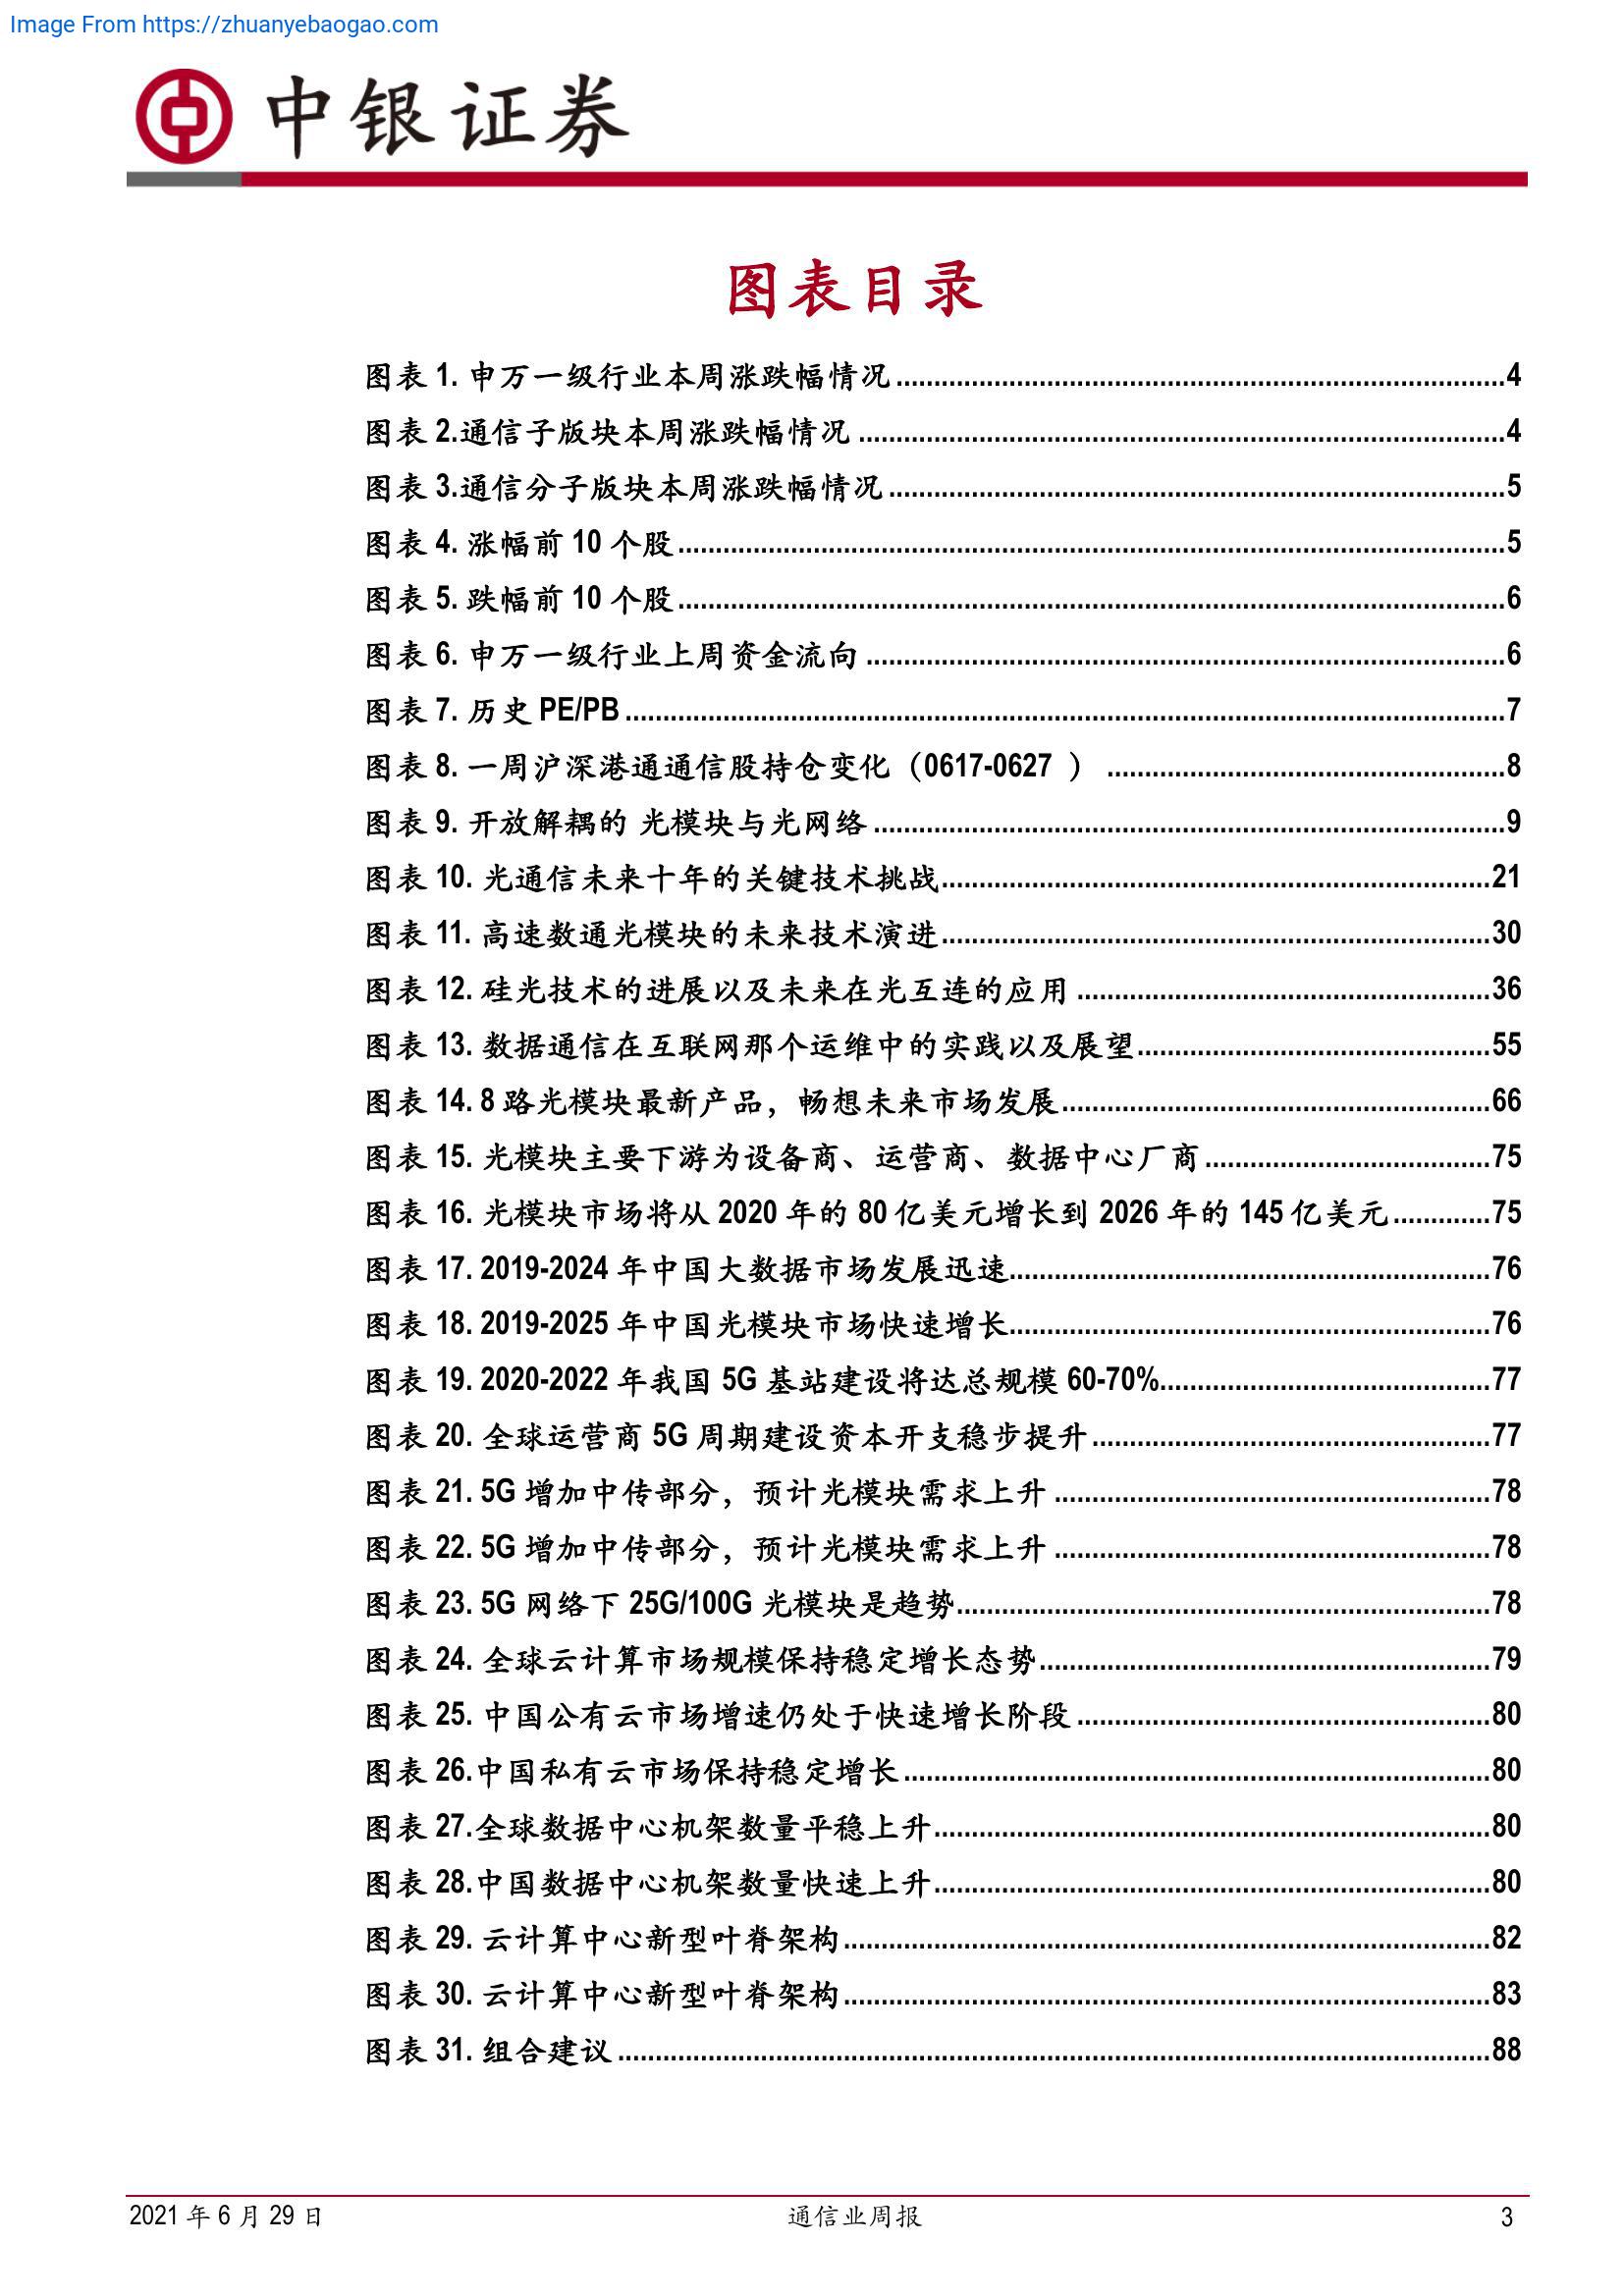 Image From https://zhuanyebaogao.com
中银证券
图表目录
图表 1. 申万一级行业本周涨跌幅情况........4
图表 2.通信子版块本周涨跌幅情况........4
图表 3.通信分子版块本周涨跌幅情况........5
图表 4. 涨幅前 10 个股........5
图表 5. 跌幅前 10 个股........6
图表 6. 申万一级行业上周资金流向........6
图表 7. 历史 PE/PB........7
图表 8. 一周沪深港通通信股持仓变化（0617-0627 ）........8
图表 9. 开放解耦的 光模块与光网络........9
图表 10. 光通信未来十年的关键技术挑战........21
图表 11. 高速数通光模块的未来技术演进........30
图表 12. 硅光技术的进展以及未来在光互连的应用........36
图表 13. 数据通信在互联网那个运维中的实践以及展望........55
图表 14. 8 路光模块最新产品，畅想未来市场发展........66
图表 15. 光模块主要下游为设备商、运营商、数据中心厂商........75
图表 16. 光模块市场将从 2020 年的 80 亿美元增长到 2026 年的 145 亿美元........75
图表 17. 2019-2024 年中国大数据市场发展迅速........76
图表 18. 2019-2025 年中国光模块市场快速增长........76
图表 19. 2020-2022 年我国 5G 基站建设将达总规模 60-70%........77
图表 20. 全球运营商 5G 周期建设资本开支稳步提升........77
图表 21. 5G 增加中传部分，预计光模块需求上升........78
图表 22. 5G 增加中传部分，预计光模块需求上升........78
图表 23. 5G 网络下 25G/100G 光模块是趋势........78
图表 24. 全球云计算市场规模保持稳定增长态势........79
图表 25. 中国公有云市场增速仍处于快速增长阶段........80
图表 26.中国私有云市场保持稳定增长........80
图表 27.全球数据中心机架数量平稳上升........80
图表 28.中国数据中心机架数量快速上升........80
图表 29. 云计算中心新型叶脊架构........82
图表 30. 云计算中心新型叶脊架构........83
图表 31. 组合建议........88
2021 年 6 月 29 日 通信业周报 3